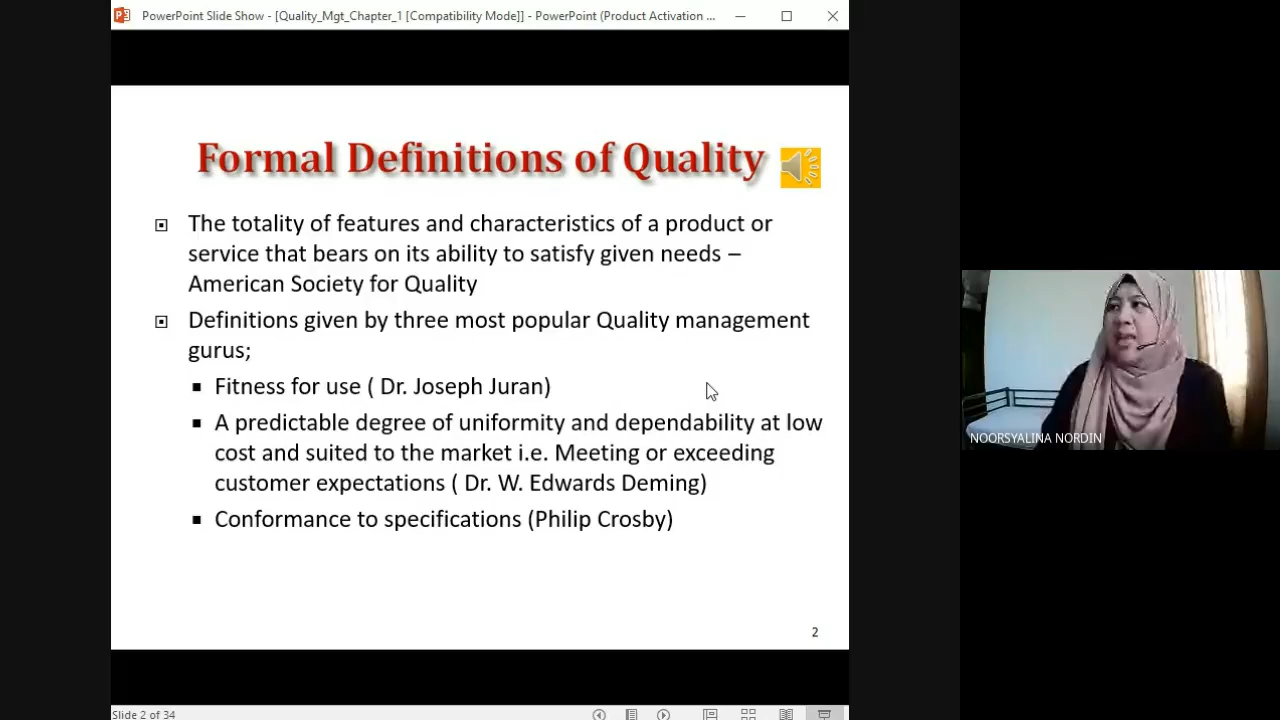 PowerPoint Slide Show - [Quality_Mgt_Chapter_1 [Compatibility Mode]] - PowerPoint (Product Activation ...
Formal Definitions of Quality
The totality of features and characteristics of a product or
service that bears on its ability to satisfy given needs –
American Society for Quality
Definitions given by three most popular Quality management
gurus;
Fitness for use ( Dr. Joseph Juran)
A predictable degree of uniformity and dependability at low
cost and suited to the market i.e. Meeting or exceeding
customer expectations ( Dr. W. Edwards Deming)
Conformance to specifications (Philip Crosby)
2
Slide 2 of 34
NOORSYALINA NORDIN